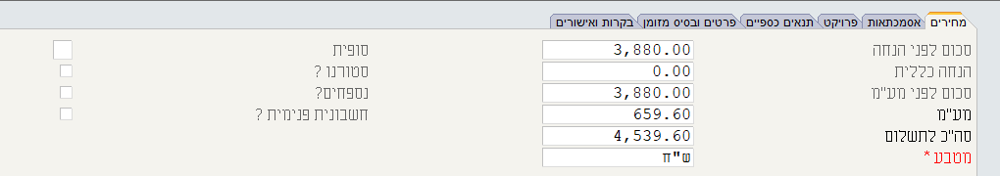 מחירים אסמכתאות פרויקט תנאים כספיים פרטים ובסיס מזומן בקרות ואישורים
סכום לפני הנחה 3,880.00 סופית
הנחה כללית 0.00 סטורנו ?
סכום לפני מע"מ 3,880.00 נספחים?
מע"מ 659.60 חשבונית פנימית ?
סה"כ לתשלום 4,539.60
מטבע * ש"ח